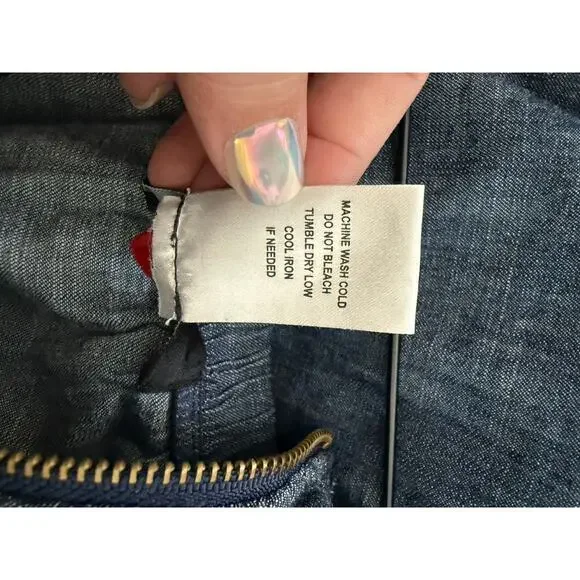 MACHINE WASH COLD
DO NOT BLEACH
TUMBLE DRY LOW
COOL IRON
IF NEEDED